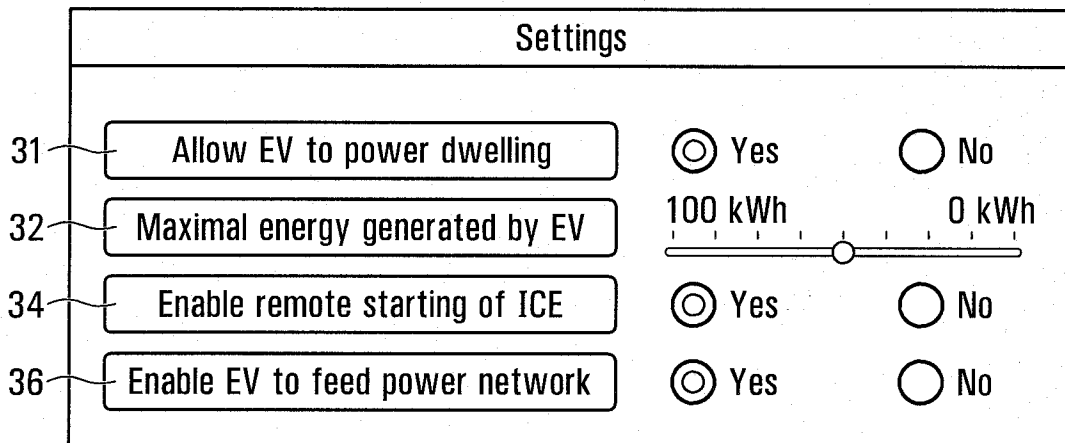 Settings
31 Allow EV to power dwelling Yes No
32 Maximal energy generated by EV 100 kWh 0 kWh
34 Enable remote starting of ICE Yes No
36 Enable EV to feed power network Yes No